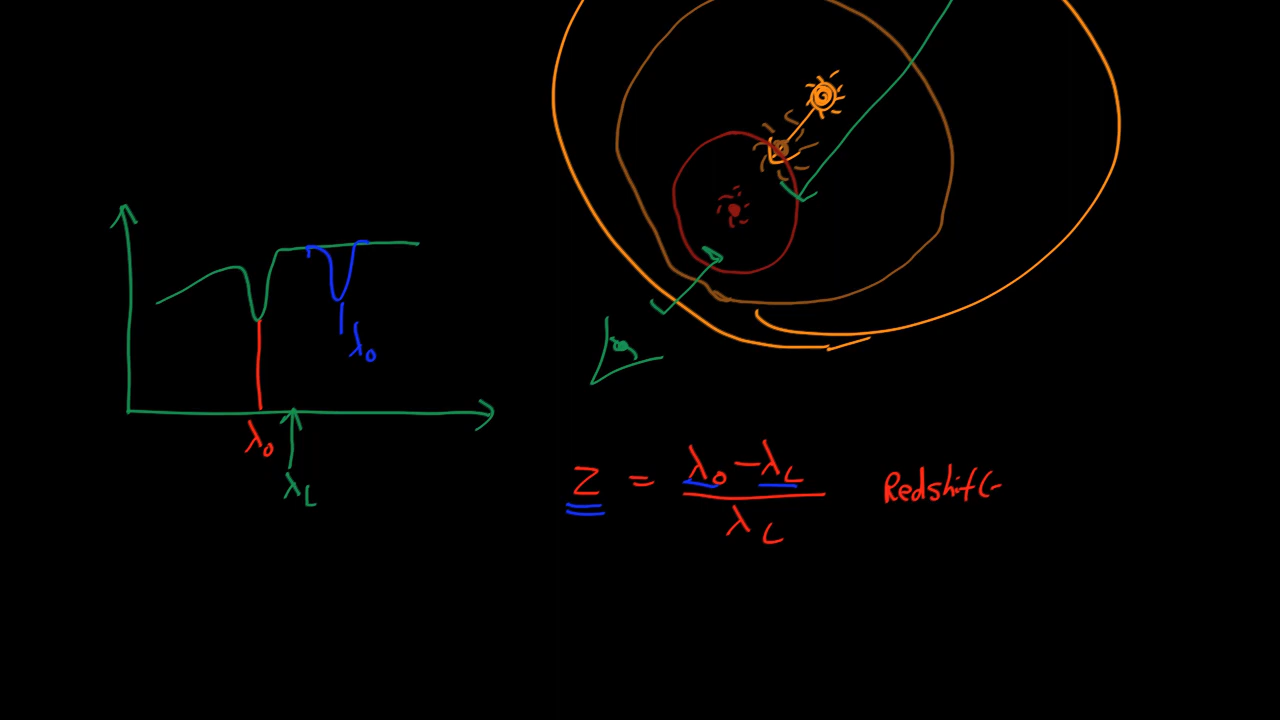 λ₀
λ₀
λL
Z = (λ₀ - λL) / λL
Redshift (-